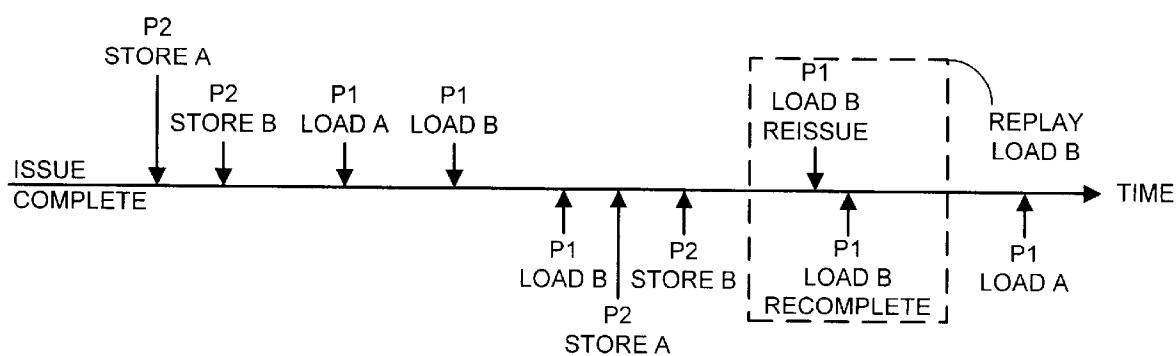 P2
STORE A
P2
STORE B
P1
LOAD A
P1
LOAD B
P1
LOAD B
REISSUE
REPLAY
LOAD B
ISSUE
COMPLETE
TIME
P1
LOAD B
P2
STORE A
P2
STORE B
P1
LOAD B
RECOMPLETE
P1
LOAD A